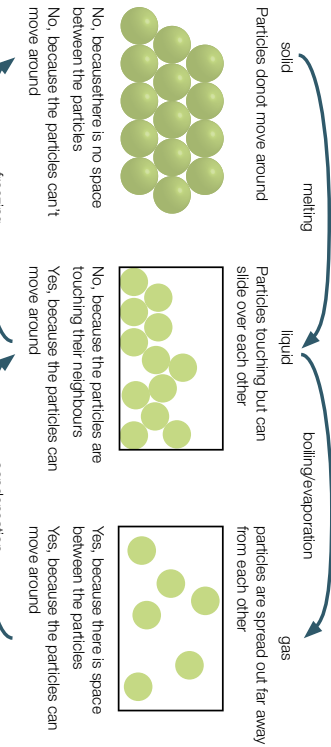 melting
boiling/evaporation
solid
liquid
gas
Particles donot move around
Particles touching but can
slide over each other
particles are spread out far away
from each other
No, becausethere is no space
between the particles
No, because the particles are
touching their neighbours
Yes, because there is space
between the particles
No, because the particles can't
move around
Yes, because the particles can
move around
Yes, because the particles can
move around